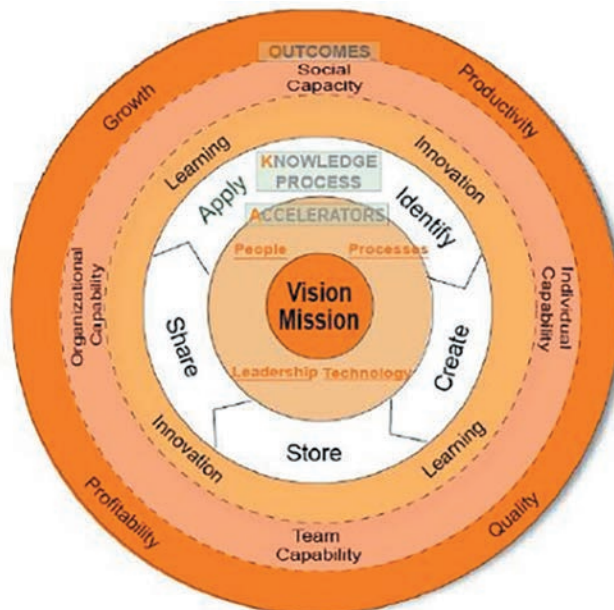 OUTCOMES
Social
Capacity
Growth
Productivity
Learning
Innovation
KNOWLEDGE
PROCESS
Apply
Identify
ACCELERATORS
People
Processes
Vision
Mission
Organizational
Capability
Individual
Capability
Share
Create
Leadership
Technology
Store
Innovation
Learning
Profitability
Quality
Team
Capability